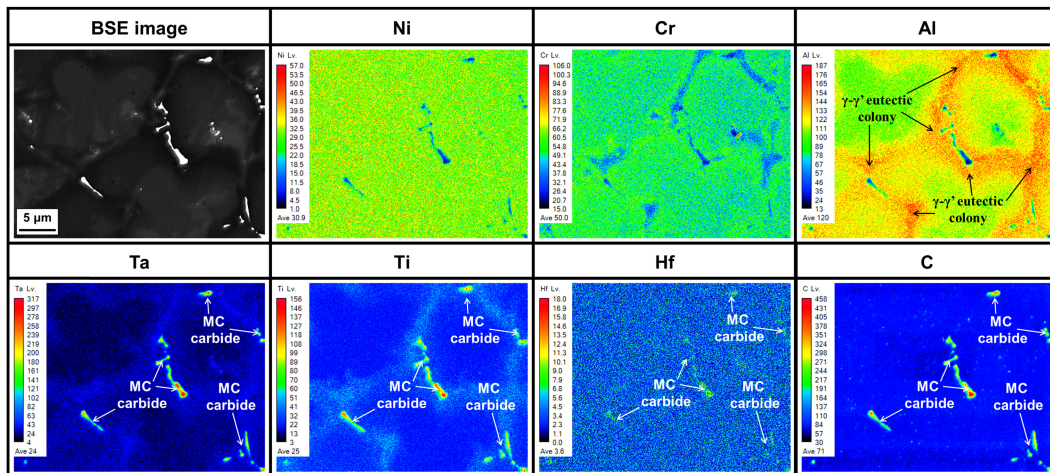 BSE image
Ni
Cr
Al
5 µm
Ni Lv.
57.0
53.5
50.0
46.5
43.0
39.5
36.0
32.5
29.0
25.5
22.0
18.5
15.0
11.5
8.0
4.5
1.0
Ave 30.9
Cr Lv.
106.0
100.3
94.6
88.9
83.3
77.6
71.9
66.2
60.5
54.8
49.1
43.4
37.8
32.1
26.4
20.7
15.0
Ave 50.0
Al Lv.
187
176
165
154
144
133
122
111
100
89
78
67
57
46
35
24
13
Ave 120
γ-γ’ eutectic
colony
γ-γ’ eutectic
colony
Ta
Ti
Hf
C
Ta Lv.
317
297
278
258
239
219
200
180
161
141
121
102
82
63
43
24
4
Ave 24
MC
carbide
MC
carbide
MC
carbide
Ti Lv.
156
146
137
127
118
108
99
89
80
70
60
51
41
32
22
13
3
Ave 25
MC
carbide
MC
carbide
MC
carbide
Hf Lv.
18.0
16.9
15.8
14.6
13.5
12.4
11.3
10.1
9.0
7.9
6.8
5.6
4.5
3.4
2.3
1.1
0.0
Ave 3.6
MC
carbide
MC
carbide
MC
carbide
C Lv.
458
431
405
378
351
324
298
271
244
217
191
164
137
110
84
57
30
Ave 71
MC
carbide
MC
carbide
MC
carbide